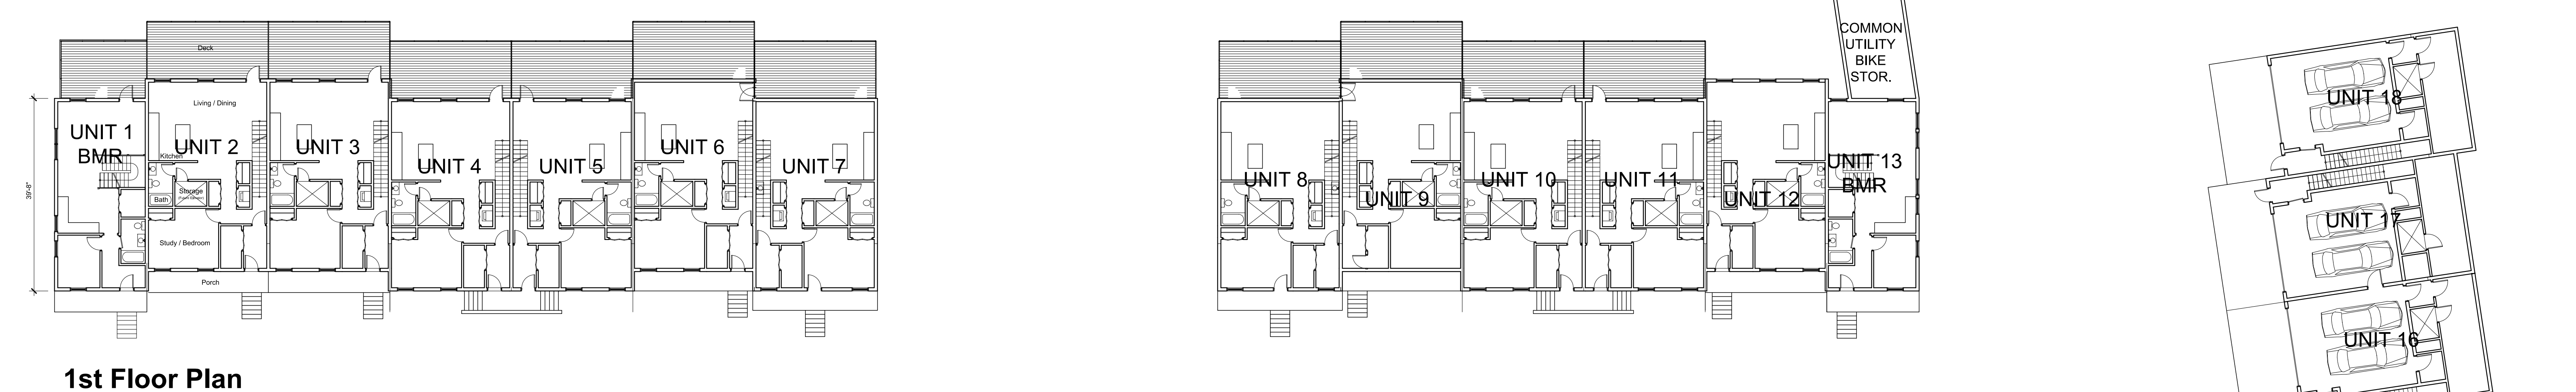 COMMON
UTILITY
BIKE
STOR.
Deck
Living / Dining
UNIT 1
BMR
Kitchen
UNIT 2
UNIT 3
UNIT 4
UNIT 5
UNIT 6
UNIT 7
UNIT 8
UNIT 9
UNIT 10
UNIT 11
UNIT 12
UNIT 13
BMR
UNIT 18
UNIT 17
UNIT 16
39'-8"
Storage
Bath
Study / Bedroom
Porch
1st Floor Plan